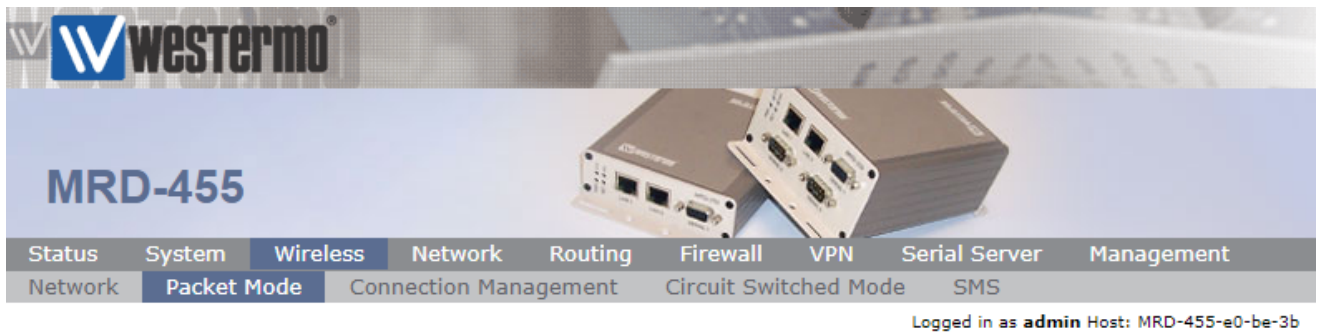 westermo®
MRD-455
Status System Wireless Network Routing Firewall VPN Serial Server Management
Network Packet Mode Connection Management Circuit Switched Mode SMS
Logged in as admin Host: MRD-455-e0-be-3b